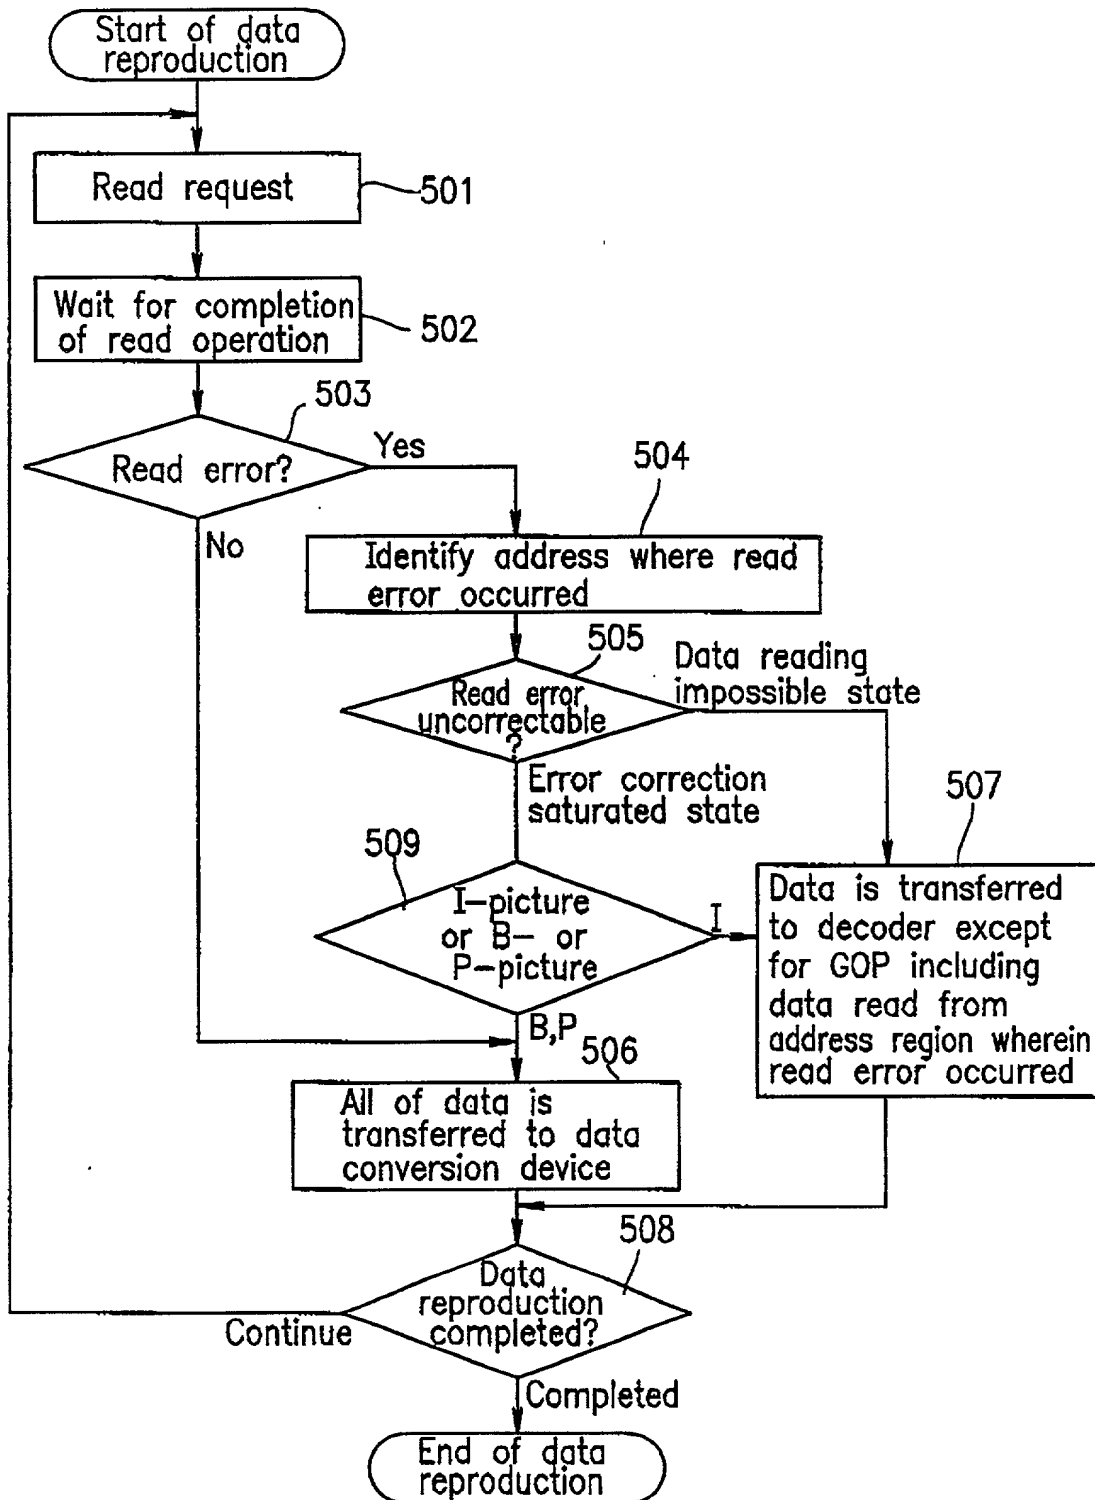 Start of data
reproduction
Read request
501
Wait for completion
of read operation
502
503
Read error?
Yes
No
504
Identify address where read
error occurred
505
Read error
uncorrectable
?
Data reading
impossible state
Error correction
saturated state
507
509
I-picture
or B- or
P-picture
I
B,P
Data is transferred
to decoder except
for GOP including
data read from
address region wherein
read error occurred
506
All of data is
transferred to data
conversion device
508
Data
reproduction
completed?
Continue
Completed
End of data
reproduction